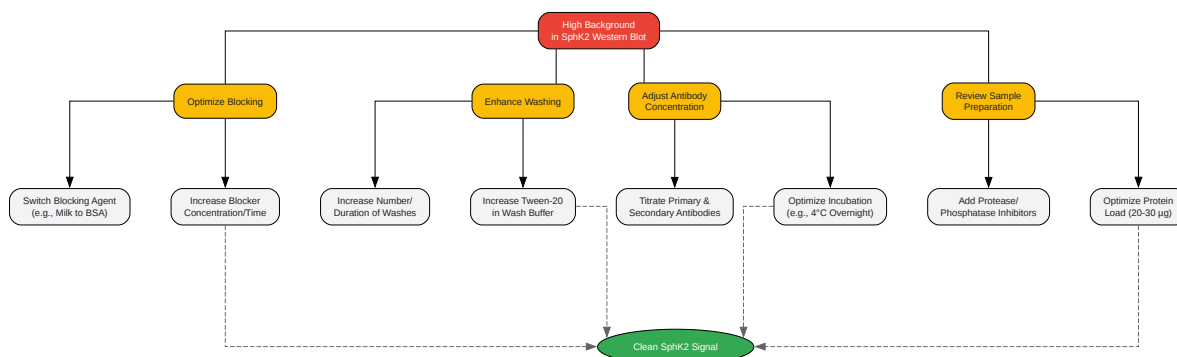 High Background
in SphK2 Western Blot
Optimize Blocking
Enhance Washing
Adjust Antibody
Concentration
Review Sample
Preparation
Switch Blocking Agent
(e.g., Milk to BSA)
Increase Blocker
Concentration/Time
Increase Number/
Duration of Washes
Increase Tween-20
in Wash Buffer
Titrate Primary &
Secondary Antibodies
Optimize Incubation
(e.g., 4°C Overnight)
Add Protease/
Phosphatase Inhibitors
Optimize Protein
Load (20-30 µg)
Clean SphK2 Signal